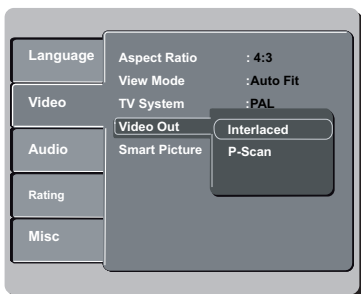 Language
Video
Audio
Rating
Misc
Aspect Ratio : 4:3
View Mode :Auto Fit
TV System :PAL
Video Out
Smart Picture
Interlaced
P-Scan